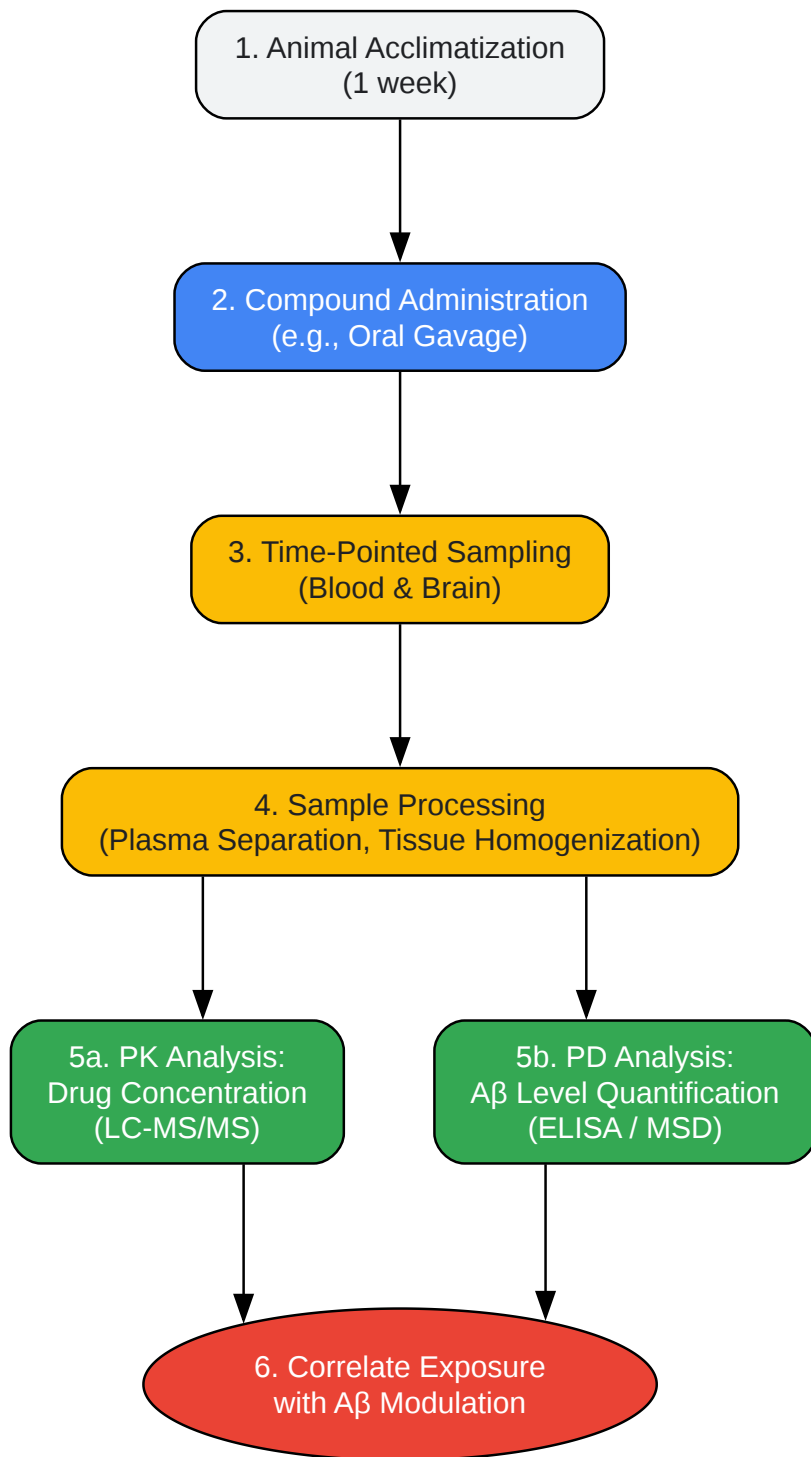 1. Animal Acclimatization
(1 week)
2. Compound Administration
(e.g., Oral Gavage)
3. Time-Pointed Sampling
(Blood & Brain)
4. Sample Processing
(Plasma Separation, Tissue Homogenization)
5a. PK Analysis:
Drug Concentration
(LC-MS/MS)
5b. PD Analysis:
Aβ Level Quantification
(ELISA / MSD)
6. Correlate Exposure
with Aβ Modulation